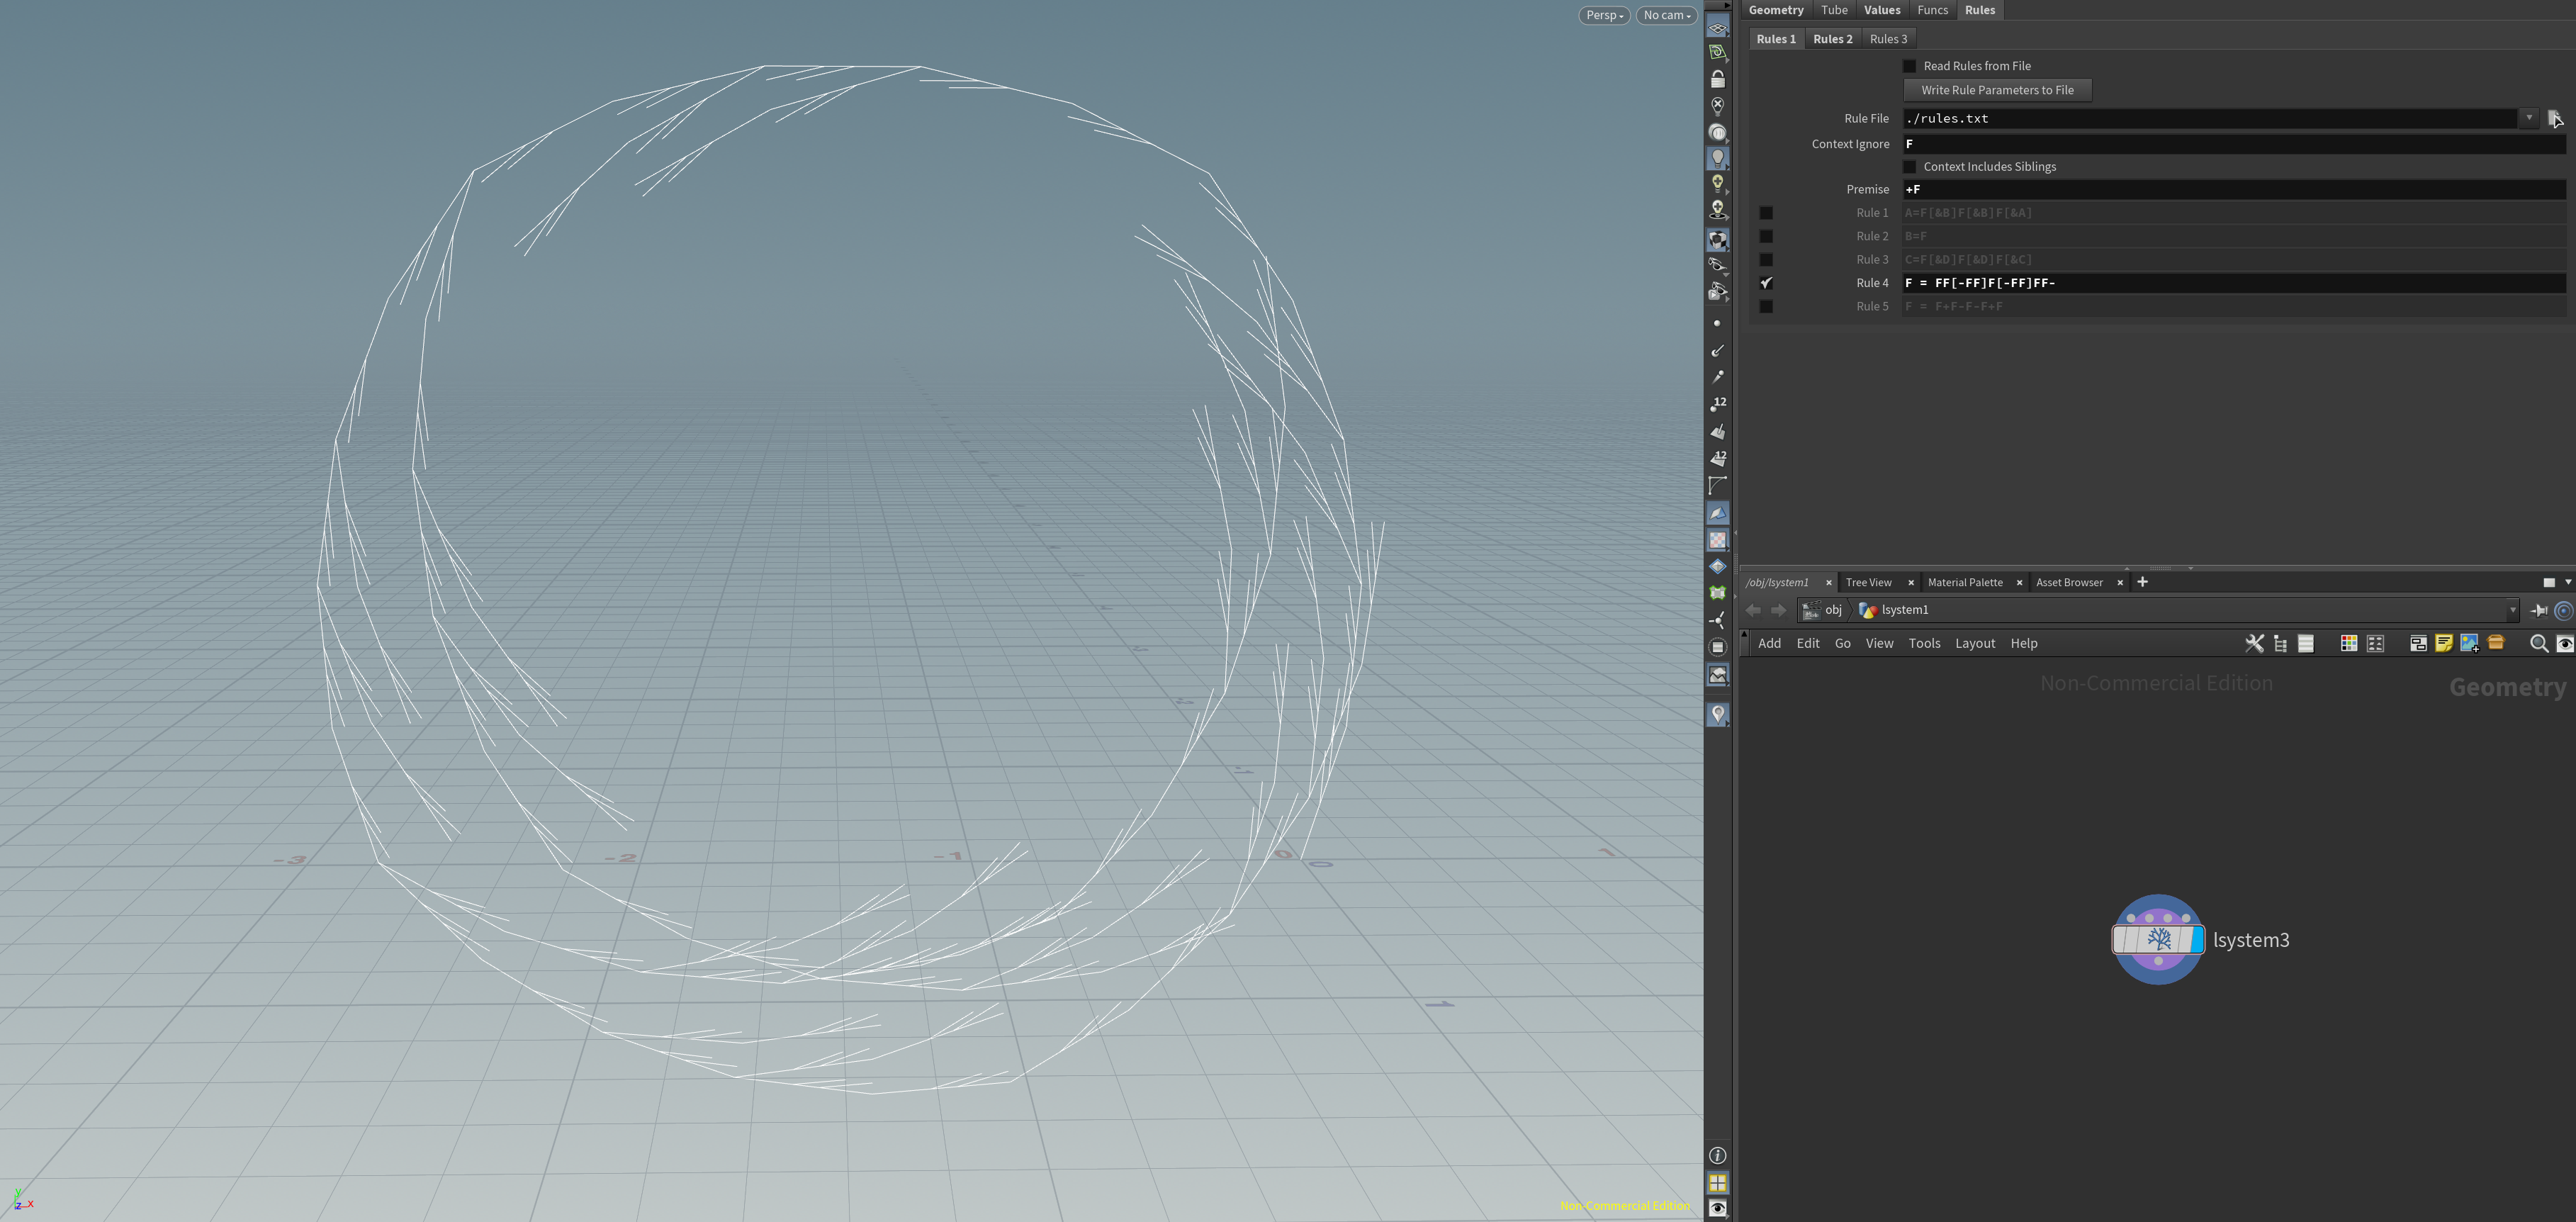 Persp No cam
Geometry Tube Values Funcs Rules
Rules 1 Rules 2 Rules 3
Read Rules from File
Write Rule Parameters to File
Rule File ./rules.txt
Context Ignore F
Context Includes Siblings
Premise +F
Rule 1 A=F[&B]F[&B]F[&A]
Rule 2 B=F
Rule 3 C=F[&D]F[&D]F[&C]
Rule 4 F = FF[-FF]F[-FF]FF-
Rule 5 F = F+F-F-F+F
12
12
/obj/lsystem1 Tree View Material Palette Asset Browser
obj lsystem1
Add Edit Go View Tools Layout Help
Non-Commercial Edition Geometry
lsystem3
-3 -2 -1 0 0 1
1
y
z x
Non-Commercial Edition